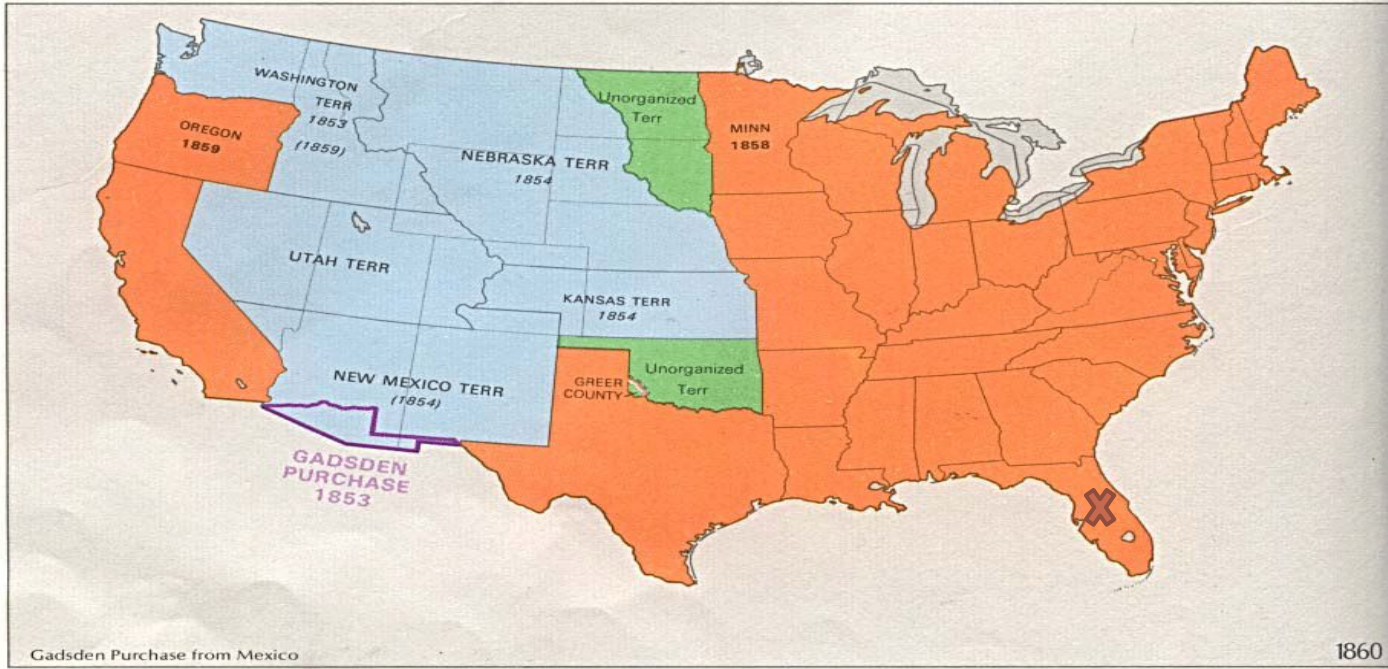 WASHINGTON
TERR
1853
(1859)
OREGON
1859
NEBRASKA TERR
1854
Unorganized
Terr
MINN
1858
UTAH TERR
KANSAS TERR
1854
NEW MEXICO TERR
(1854)
GREER
COUNTY
Unorganized
Terr
GADSDEN
PURCHASE
1853
X
Gadsden Purchase from Mexico
1860